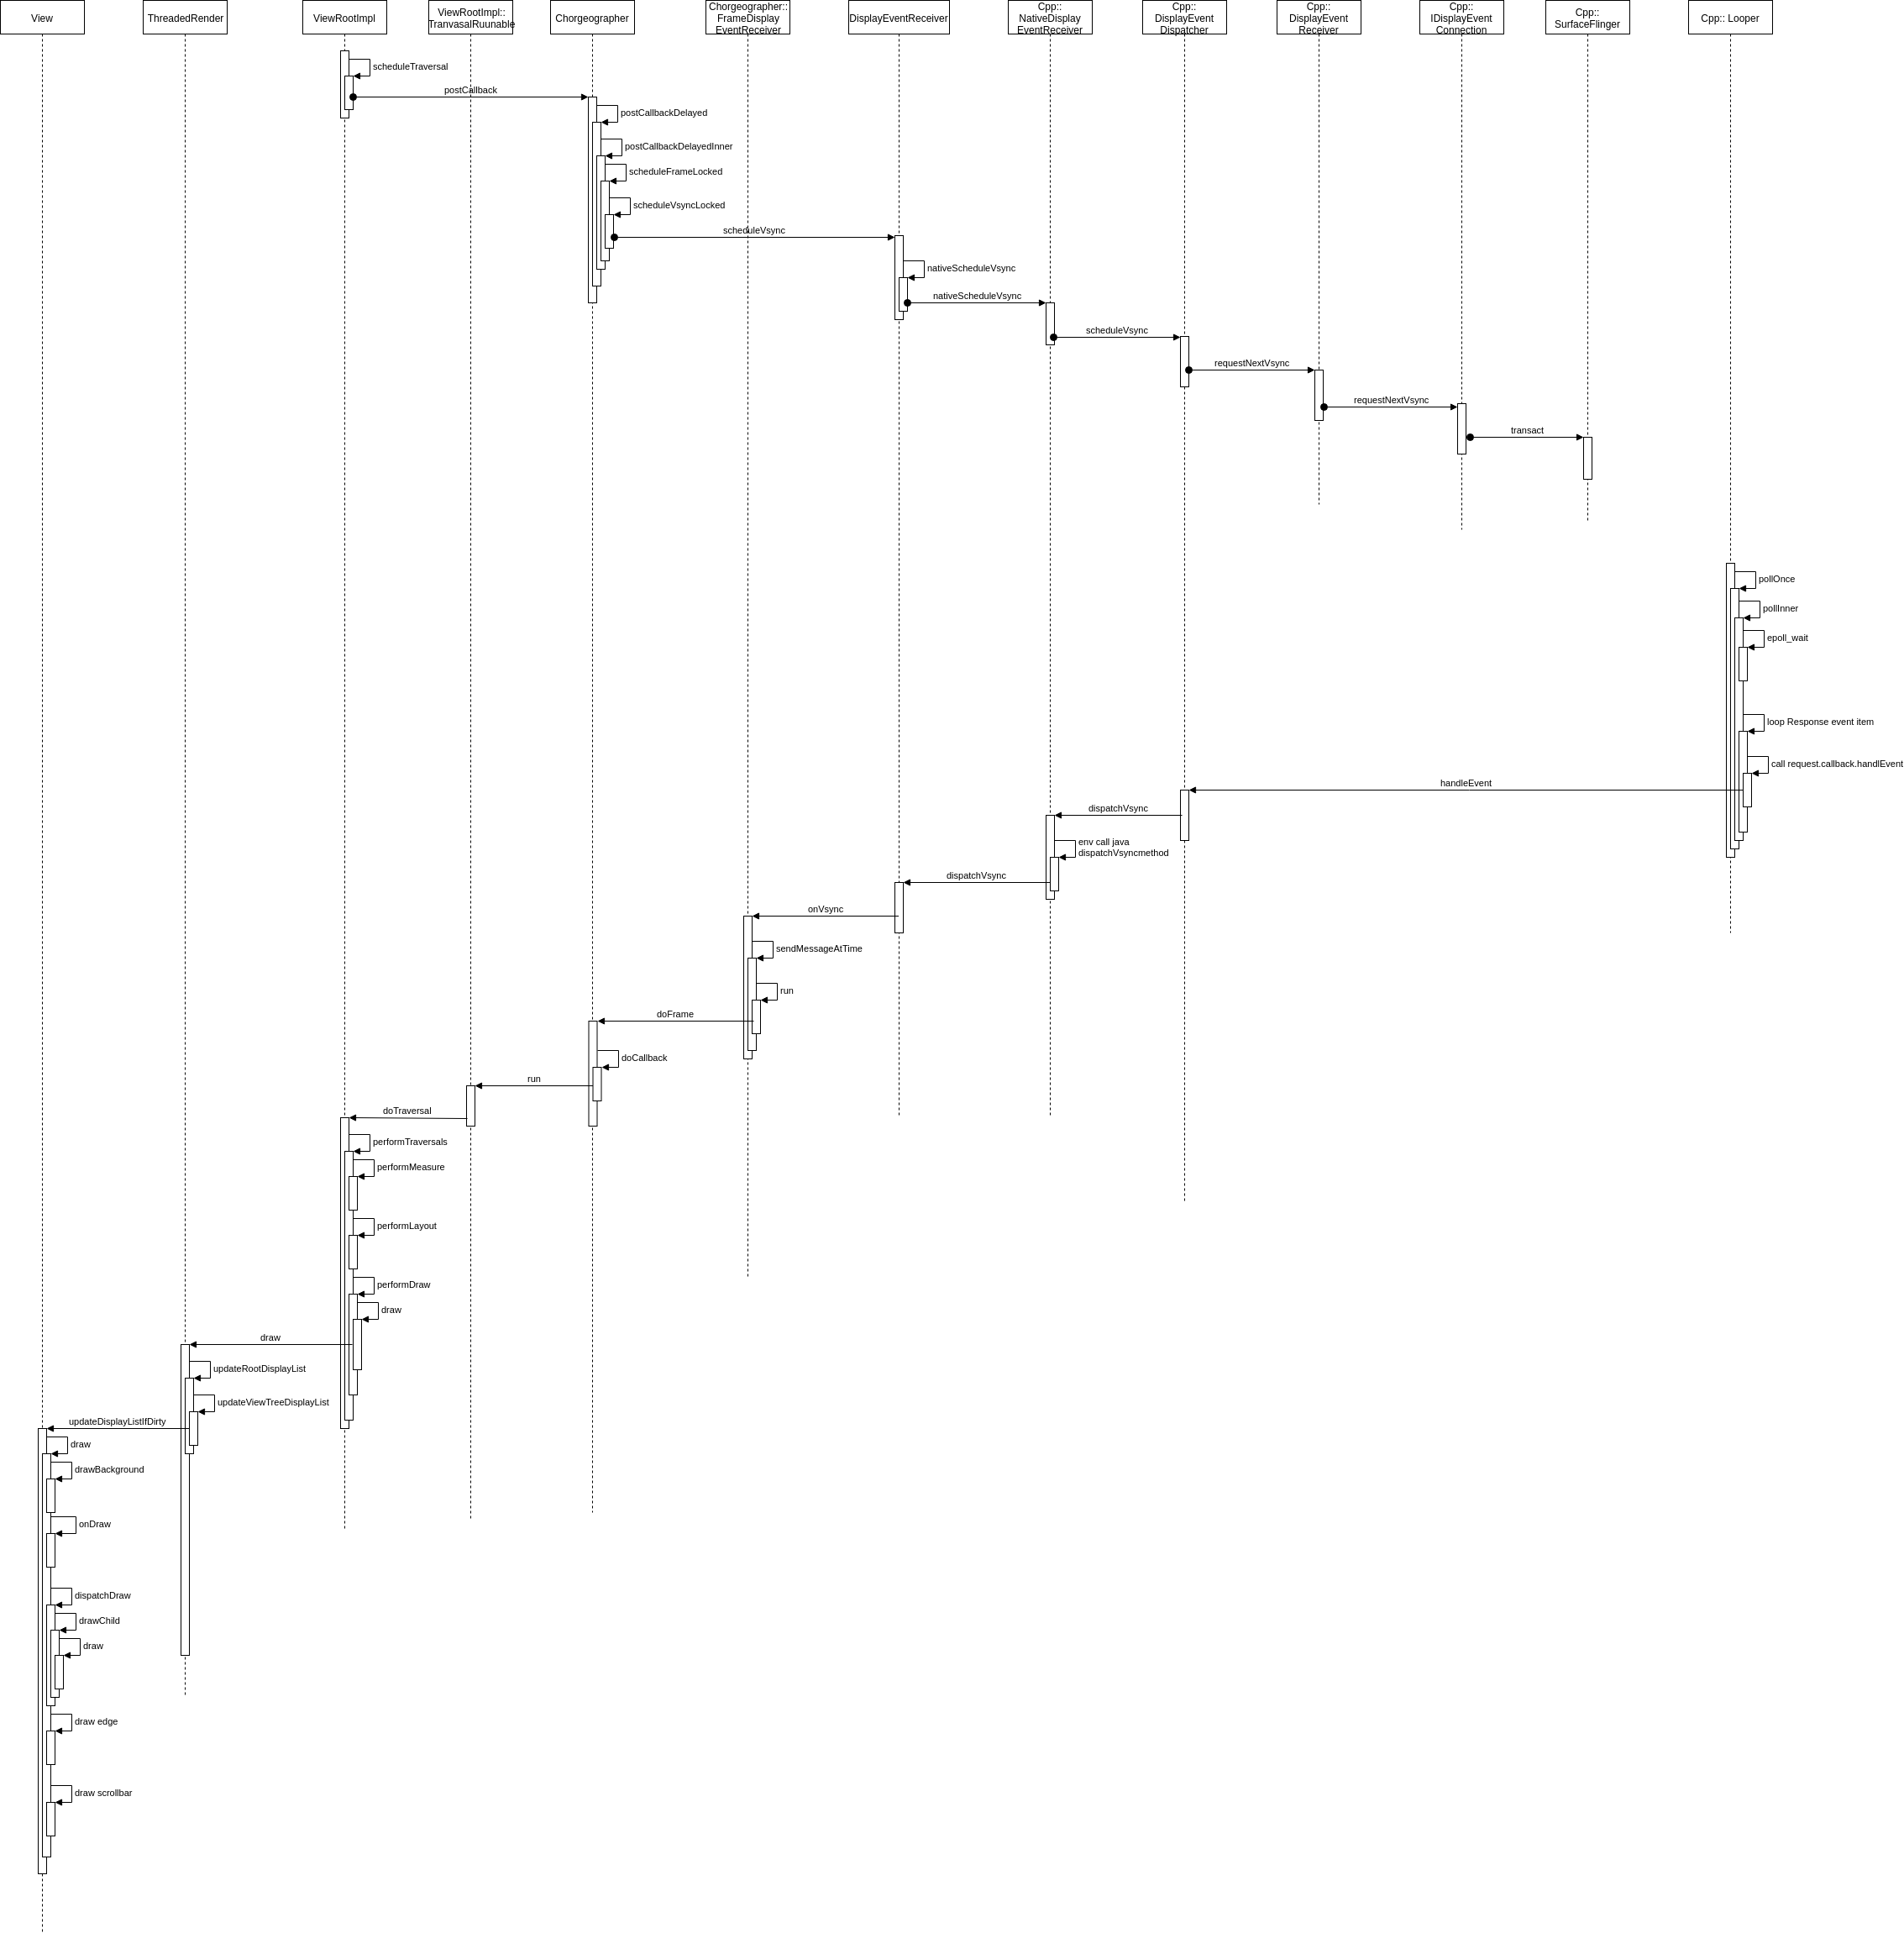 View
ThreadedRender
ViewRootImpl
ViewRootImpl::
TranvasalRuunable
Chorgeographer
Chorgeographer::
FrameDisplay
EventReceiver
DisplayEventReceiver
Cpp::
NativeDisplay
EventReceiver
Cpp::
DisplayEvent
Dispatcher
Cpp::
DisplayEvent
Receiver
Cpp::
IDisplayEvent
Connection
Cpp::
SurfaceFlinger
Cpp:: Looper
scheduleTraversal
postCallback
postCallbackDelayed
postCallbackDelayedInner
scheduleFrameLocked
scheduleVsyncLocked
scheduleVsync
nativeScheduleVsync
nativeScheduleVsync
scheduleVsync
requestNextVsync
requestNextVsync
transact
pollOnce
pollInner
epoll_wait
loop Response event item
call request.callback.handlEvent
handleEvent
dispatchVsync
env call java
dispatchVsyncmethod
dispatchVsync
onVsync
sendMessageAtTime
run
doFrame
doCallback
run
doTraversal
performTraversals
performMeasure
performLayout
performDraw
draw
draw
updateRootDisplayList
updateViewTreeDisplayList
updateDisplayListIfDirty
draw
drawBackground
onDraw
dispatchDraw
drawChild
draw
draw edge
draw scrollbar